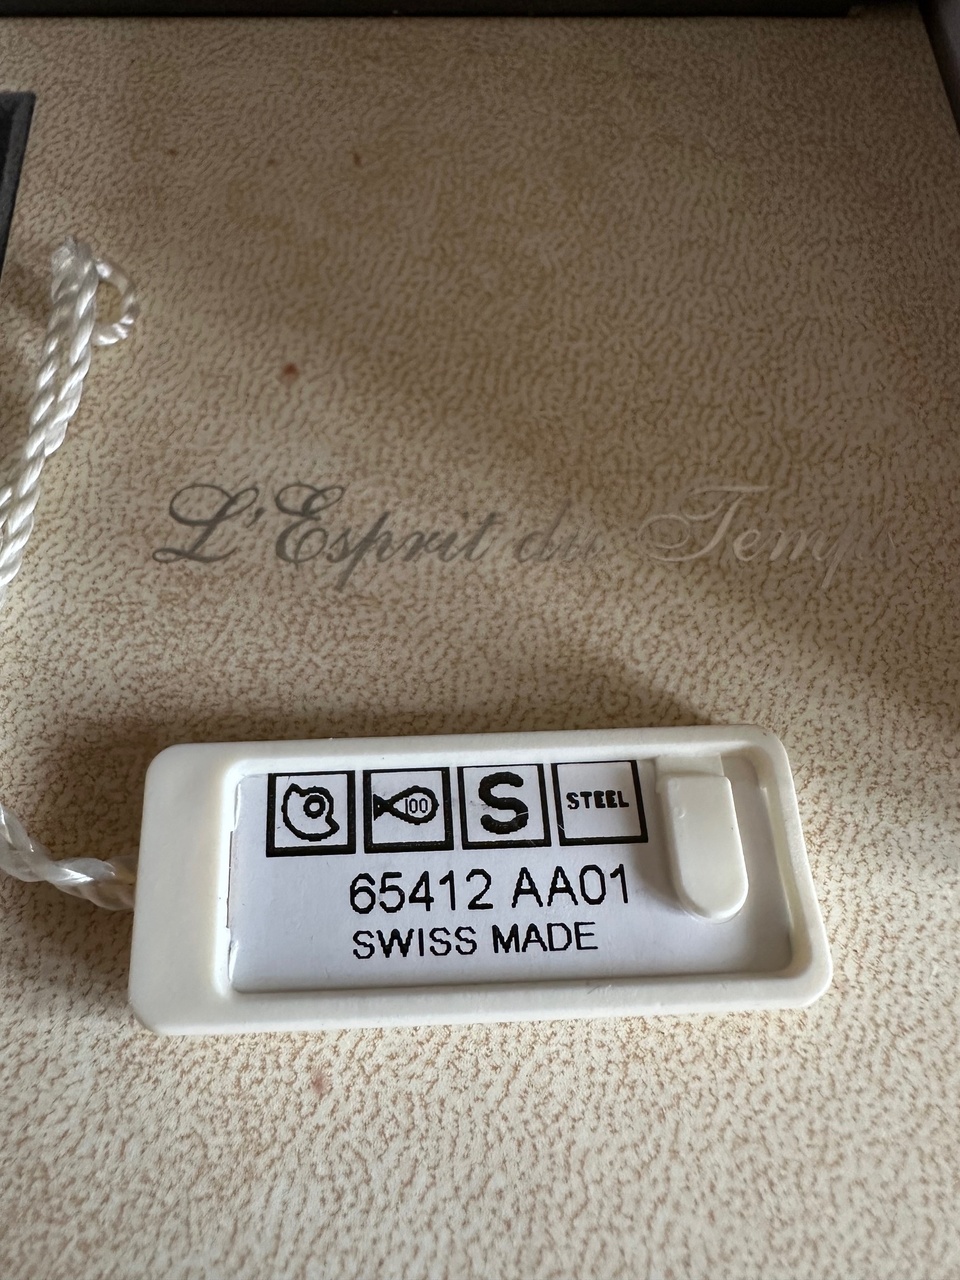 L'Esprit du Temps
100 S STEEL
65412 AA01
SWISS MADE